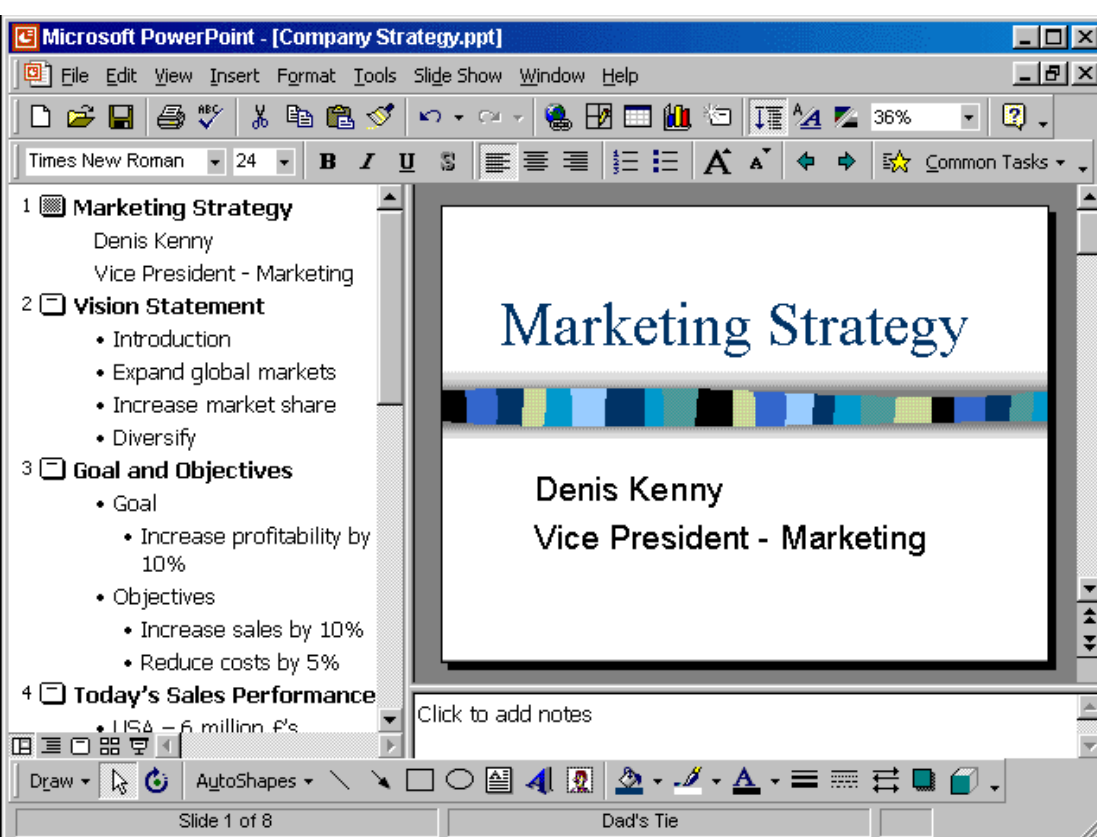 Microsoft PowerPoint - [Company Strategy.ppt]
File Edit View Insert Format Tools Slide Show Window Help
ABC 36%
Times New Roman 24 B I U S A A Common Tasks
1 Marketing Strategy
Denis Kenny
Vice President - Marketing
2 Vision Statement
• Introduction
• Expand global markets
• Increase market share
• Diversify
3 Goal and Objectives
• Goal
• Increase profitability by
10%
• Objectives
• Increase sales by 10%
• Reduce costs by 5%
4 Today's Sales Performance
• USA – 6 million £'s
Marketing Strategy
Denis Kenny
Vice President - Marketing
Click to add notes
Draw AutoShapes A
Slide 1 of 8 Dad's Tie